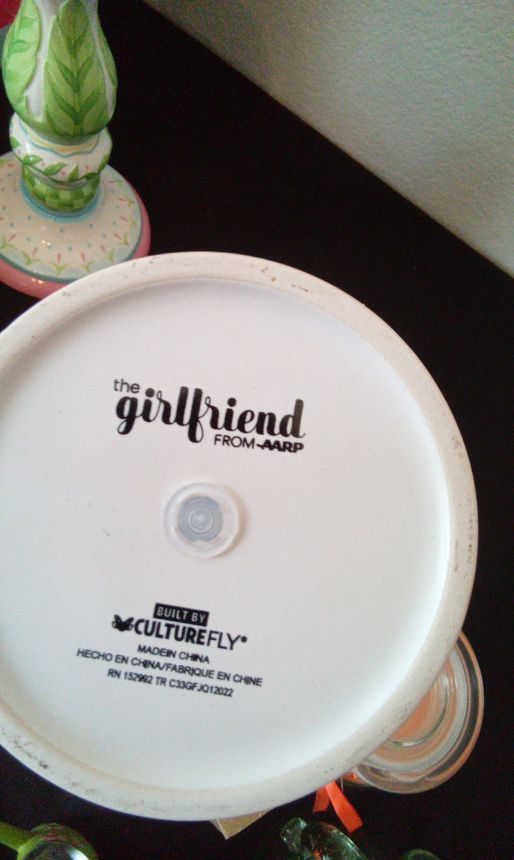 the
girlfriend
FROM AARP
BUILT BY
CULTUREFLY®
MADEIN CHINA
HECHO EN CHINA/FABRIQUE EN CHINE
RN 152992 TR C33GFJQ12022